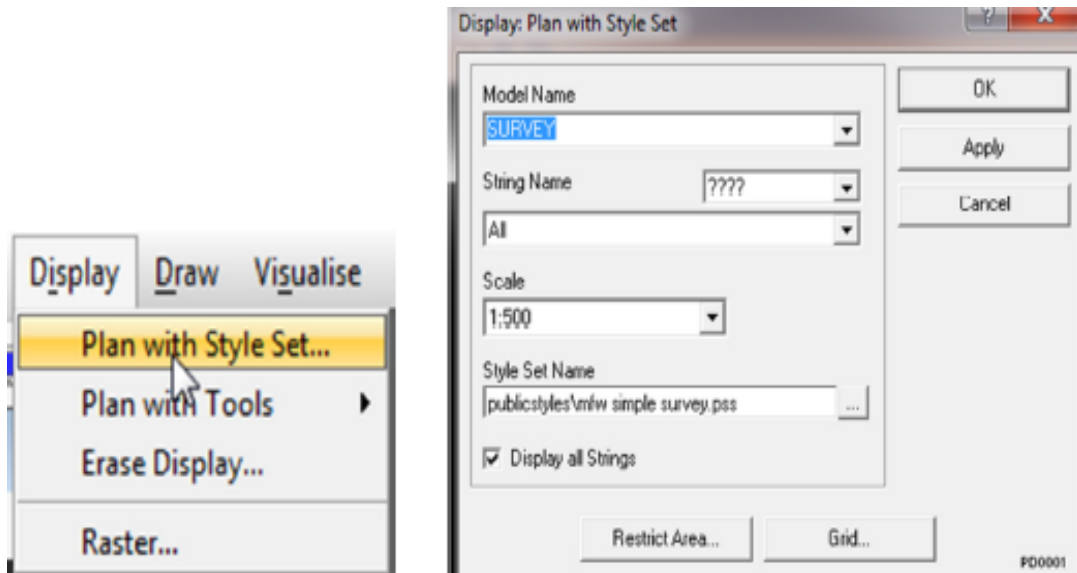 Display Draw Visualise
Plan with Style Set...
Plan with Tools
Erase Display...
Raster...
Display: Plan with Style Set
Model Name
SURVEY
String Name ????
All
Scale
1:500
Style Set Name
publicstyles\mfw simple survey.pss ...
Display all Strings
OK
Apply
Cancel
Restrict Area... Grid...
PD0001